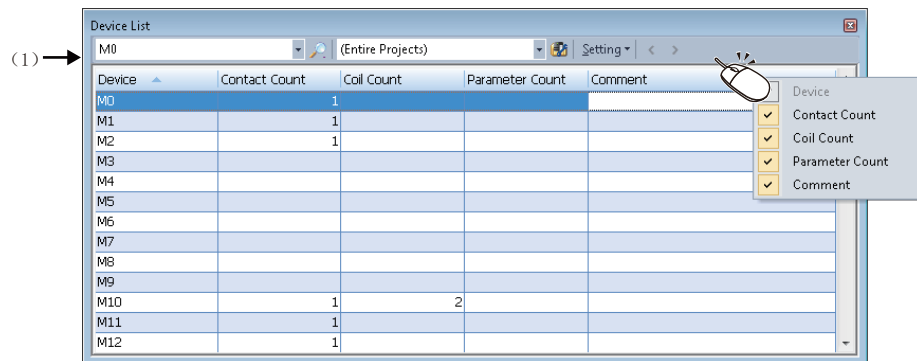 Device List
(1) M0 (Entire Projects) Setting
Device Contact Count Coil Count Parameter Count Comment
M0 1
M1 1
M2 1
M3
M4
M5
M6
M7
M8
M9
M10 1 2
M11 1
M12 1
Device
Contact Count
Coil Count
Parameter Count
Comment